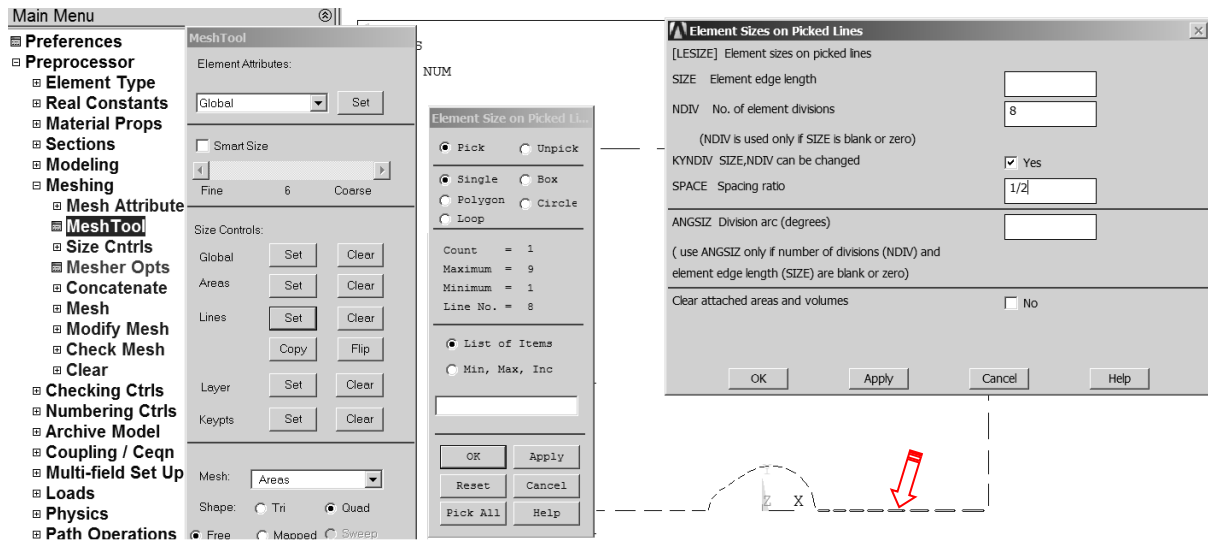 Main Menu
Preferences
Preprocessor
Element Type
Real Constants
Material Props
Sections
Modeling
Meshing
Mesh Attribute
MeshTool
Size Cntrls
Mesher Opts
Concatenate
Mesh
Modify Mesh
Check Mesh
Clear
Checking Ctrls
Numbering Ctrls
Archive Model
Coupling / Ceqn
Multi-field Set Up
Loads
Physics
Path Operations
MeshTool
Element Attributes:
Global Set
Smart Size
Fine 6 Coarse
Size Controls:
Global Set Clear
Areas Set Clear
Lines Set Clear
Copy Flip
Layer Set Clear
Keypts Set Clear
Mesh: Areas
Shape: Tri Quad
Free Mapped Sweep
S
NUM
Element Size on Picked Li...
Pick Unpick
Single Box
Polygon Circle
Loop
Count = 1
Maximum = 9
Minimum = 1
Line No. = 8
List of Items
Min, Max, Inc
OK Apply
Reset Cancel
Pick All Help
Element Sizes on Picked Lines
[LESIZE] Element sizes on picked lines
SIZE Element edge length
NDIV No. of element divisions 8
(NDIV is used only if SIZE is blank or zero)
KYNDIV SIZE,NDIV can be changed Yes
SPACE Spacing ratio 1/2
ANGSIZ Division arc (degrees)
( use ANGSIZ only if number of divisions (NDIV) and
element edge length (SIZE) are blank or zero)
Clear attached areas and volumes No
OK Apply Cancel Help
Y
Z X